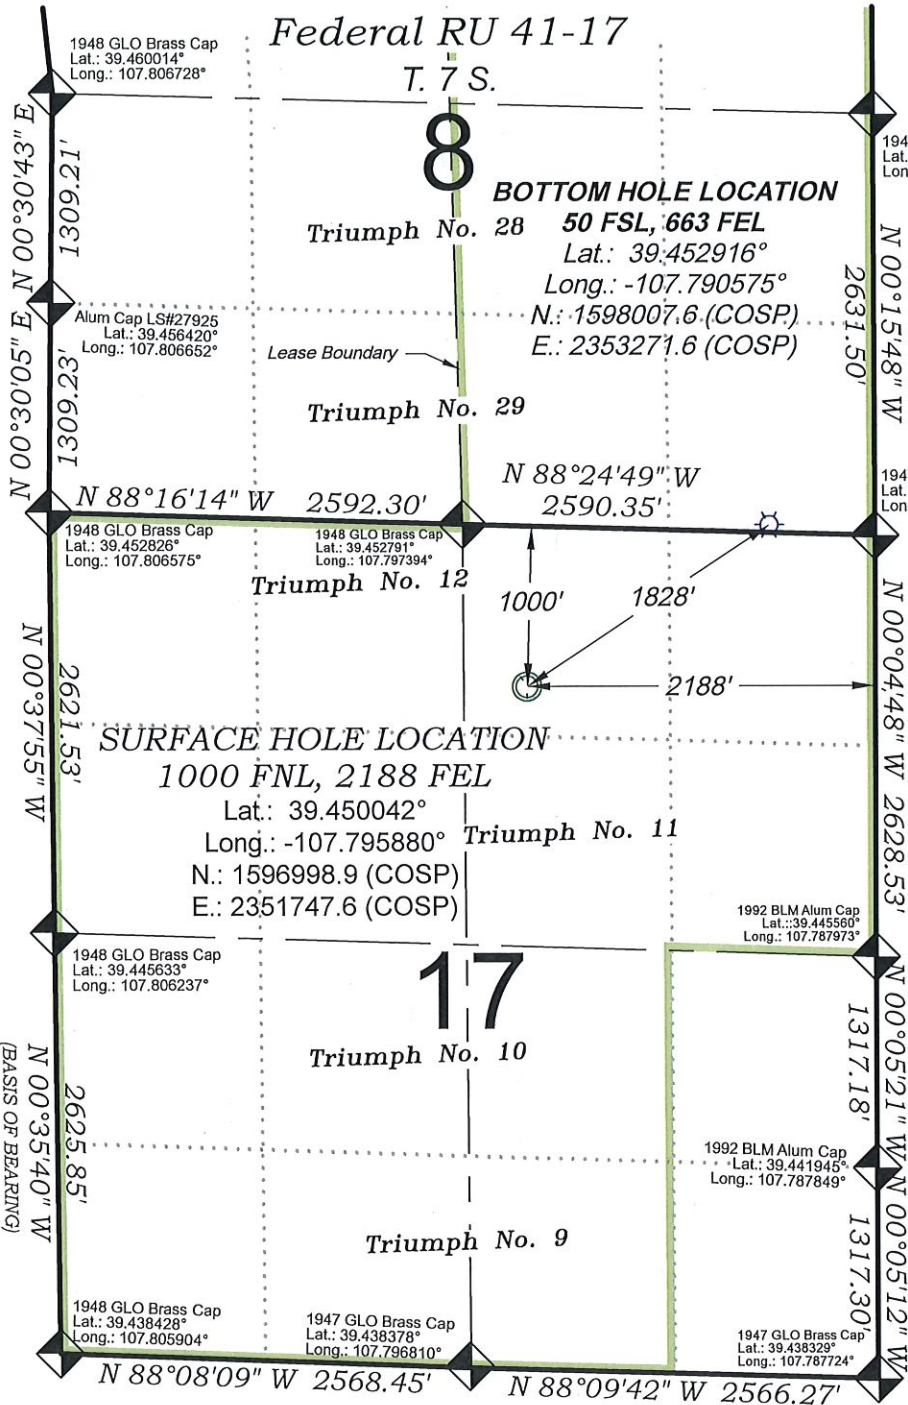 Federal RU 41-17
T. 7 S.
1948 GLO Brass Cap
Lat.: 39.460014°
Long.: 107.806728°
8
N 00°30'43" E
1309.21'
Triumph No. 28
BOTTOM HOLE LOCATION
50 FSL, 663 FEL
Lat.: 39.452916°
Long.: -107.790575°
N.: 1598007.6 (COSP)
E.: 2353271.6 (COSP)
194
Lat.
Lon
N 00°15'48" W
2631.50'
Alum Cap LS#27925
Lat.: 39.456420°
Long.: 107.806652°
N 00°30'05" E
1309.23'
Lease Boundary
Triumph No. 29
N 88°16'14" W 2592.30'
N 88°24'49" W
2590.35'
194
Lat.
Lon
1948 GLO Brass Cap
Lat.: 39.452826°
Long.: 107.806575°
1948 GLO Brass Cap
Lat.: 39.452791°
Long.: 107.797394°
Triumph No. 12
1000'
1828'
2188'
N 00°37'55" W
2621.53'
N 00°04'48" W 2628.53'
SURFACE HOLE LOCATION
1000 FNL, 2188 FEL
Lat.: 39.450042°
Long.: -107.795880°
N.: 1596998.9 (COSP)
E.: 2351747.6 (COSP)
Triumph No. 11
1992 BLM Alum Cap
Lat.::39.445560°
Long.: 107.787973°
1948 GLO Brass Cap
Lat.: 39.445633°
Long.: 107.806237°
17
Triumph No. 10
N 00°05'21" W
1317.18'
N 00°35'40" W
(BASIS OF BEARING)
2625.85'
1992 BLM Alum Cap
Lat.: 39.441945°
Long.: 107.787849°
Triumph No. 9
N 00°05'12" W
1317.30'
1948 GLO Brass Cap
Lat.: 39.438428°
Long.: 107.805904°
1947 GLO Brass Cap
Lat.: 39.438378°
Long.: 107.796810°
1947 GLO Brass Cap
Lat.: 39.438329°
Long.: 107.787724°
N 88°08'09" W 2568.45'
N 88°09'42" W 2566.27'